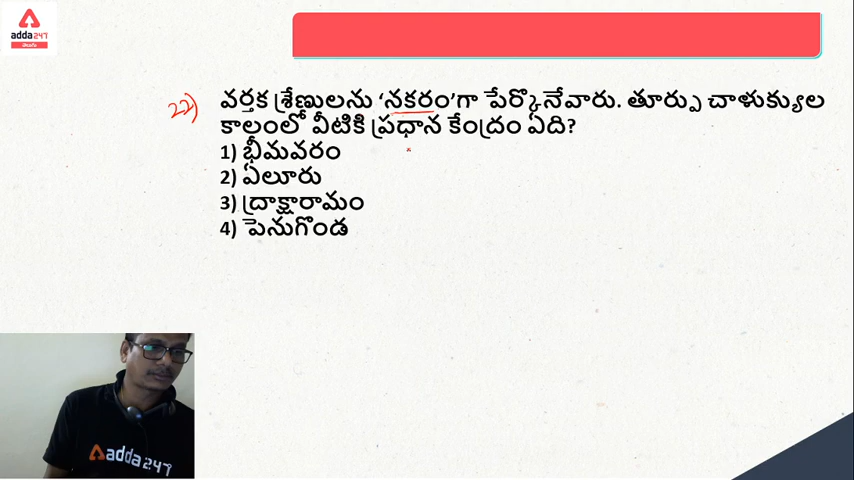 adda247
తెలుగు
22) వర్తక శ్రేణులను ‘నకరం’గా పేర్కొనేవారు. తూర్పు చాళుక్యుల
కాలంలో వీటికి ప్రధాన కేంద్రం ఏది?
1) భీమవరం
2) ఏలూరు
3) ద్రాక్షారామం
4) పెనుగొండ
adda247